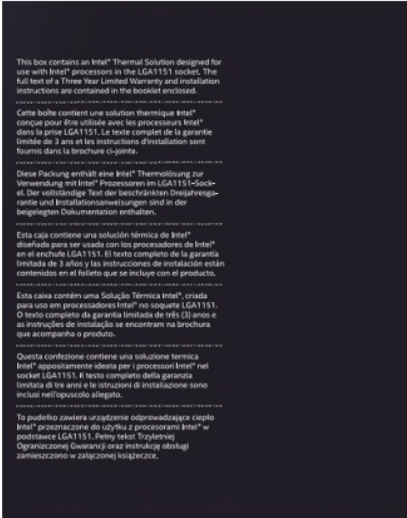 This box contains an Intel® Thermal Solution designed for
use with Intel® processors in the LGA1151 socket. The
full text of a Three Year Limited Warranty and installation
instructions are contained in the booklet enclosed.
Cette boîte contient une solution thermique Intel®
conçue pour être utilisée avec les processeurs Intel®
dans la prise LGA1151. Le texte complet de la garantie
limitée de 3 ans et les instructions d'installation sont
fournis dans la brochure ci-jointe.
Diese Packung enthält eine Intel® Thermolösung zur
Verwendung mit Intel® Prozessoren im LGA1151-Sock-
el. Der vollständige Text der beschränkten Dreijahresga-
rantie und Installationsanweisungen sind in der
beigelegten Dokumentation enthalten.
Esta caja contiene una solución térmica de Intel®
diseñada para ser usada con los procesadores de Intel®
en el enchufe LGA1151. El texto completo de la garantía
limitada de 3 años y las instrucciones de instalación están
contenidos en el folleto que se incluye con el producto.
Esta caixa contém uma Solução Térmica Intel®, criada
para uso em processadores Intel® no soquete LGA1151.
O texto completo da garantia limitada de três (3) anos e
as instruções de instalação se encontram na brochura
que acompanha o produto.
Questa confezione contiene una soluzione termica
Intel® appositamente ideata per i processori Intel® nel
socket LGA1151. Il testo completo della garanzia
limitata di tre anni e le istruzioni di installazione sono
inclusi nell'opuscolo allegato.
To pudełko zawiera urządzenie odprowadzające ciepło
Intel® przeznaczone do użytku z procesorami Intel® w
podstawce LGA1151. Pełny tekst Trzyletniej
Ograniczonej Gwarancji oraz instrukcję obsługi
zamieszczono w załączonej książeczce.